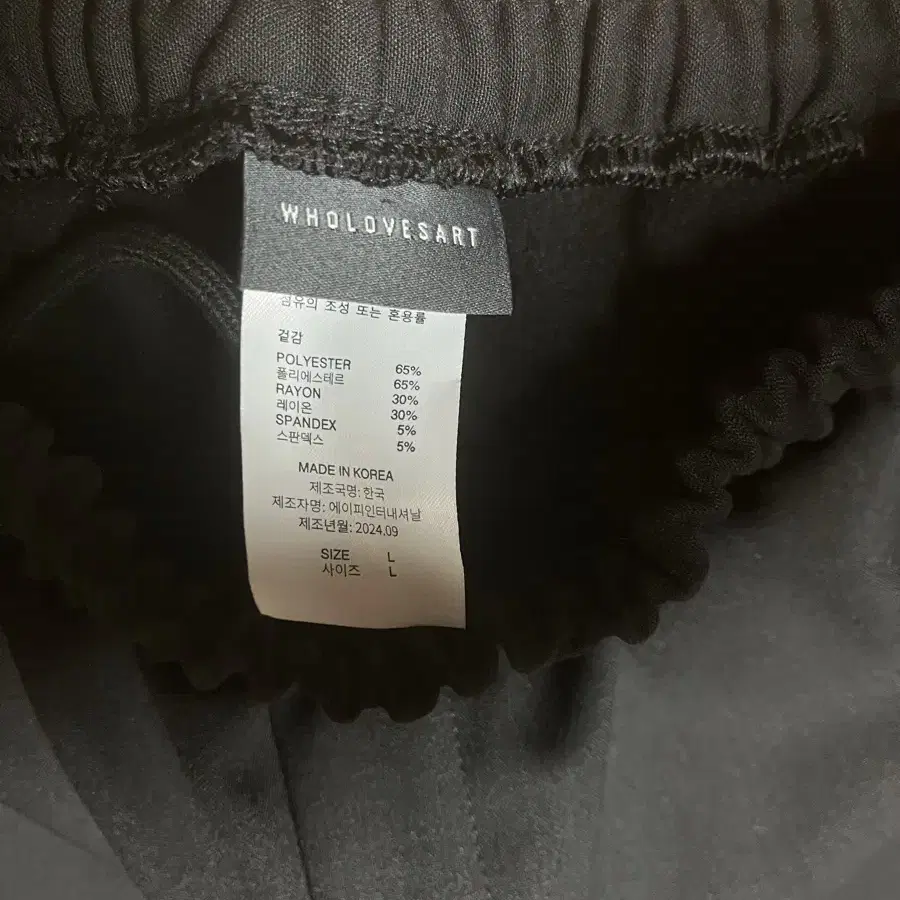 WHOLOVESART
섬유의 조성 또는 혼용률
겉감
POLYESTER 65%
폴리에스테르 65%
RAYON 30%
레이온 30%
SPANDEX 5%
스판덱스 5%
MADE IN KOREA
제조국명: 한국
제조자명: 에이피인터내셔날
제조년월: 2024.09
SIZE L
사이즈 L